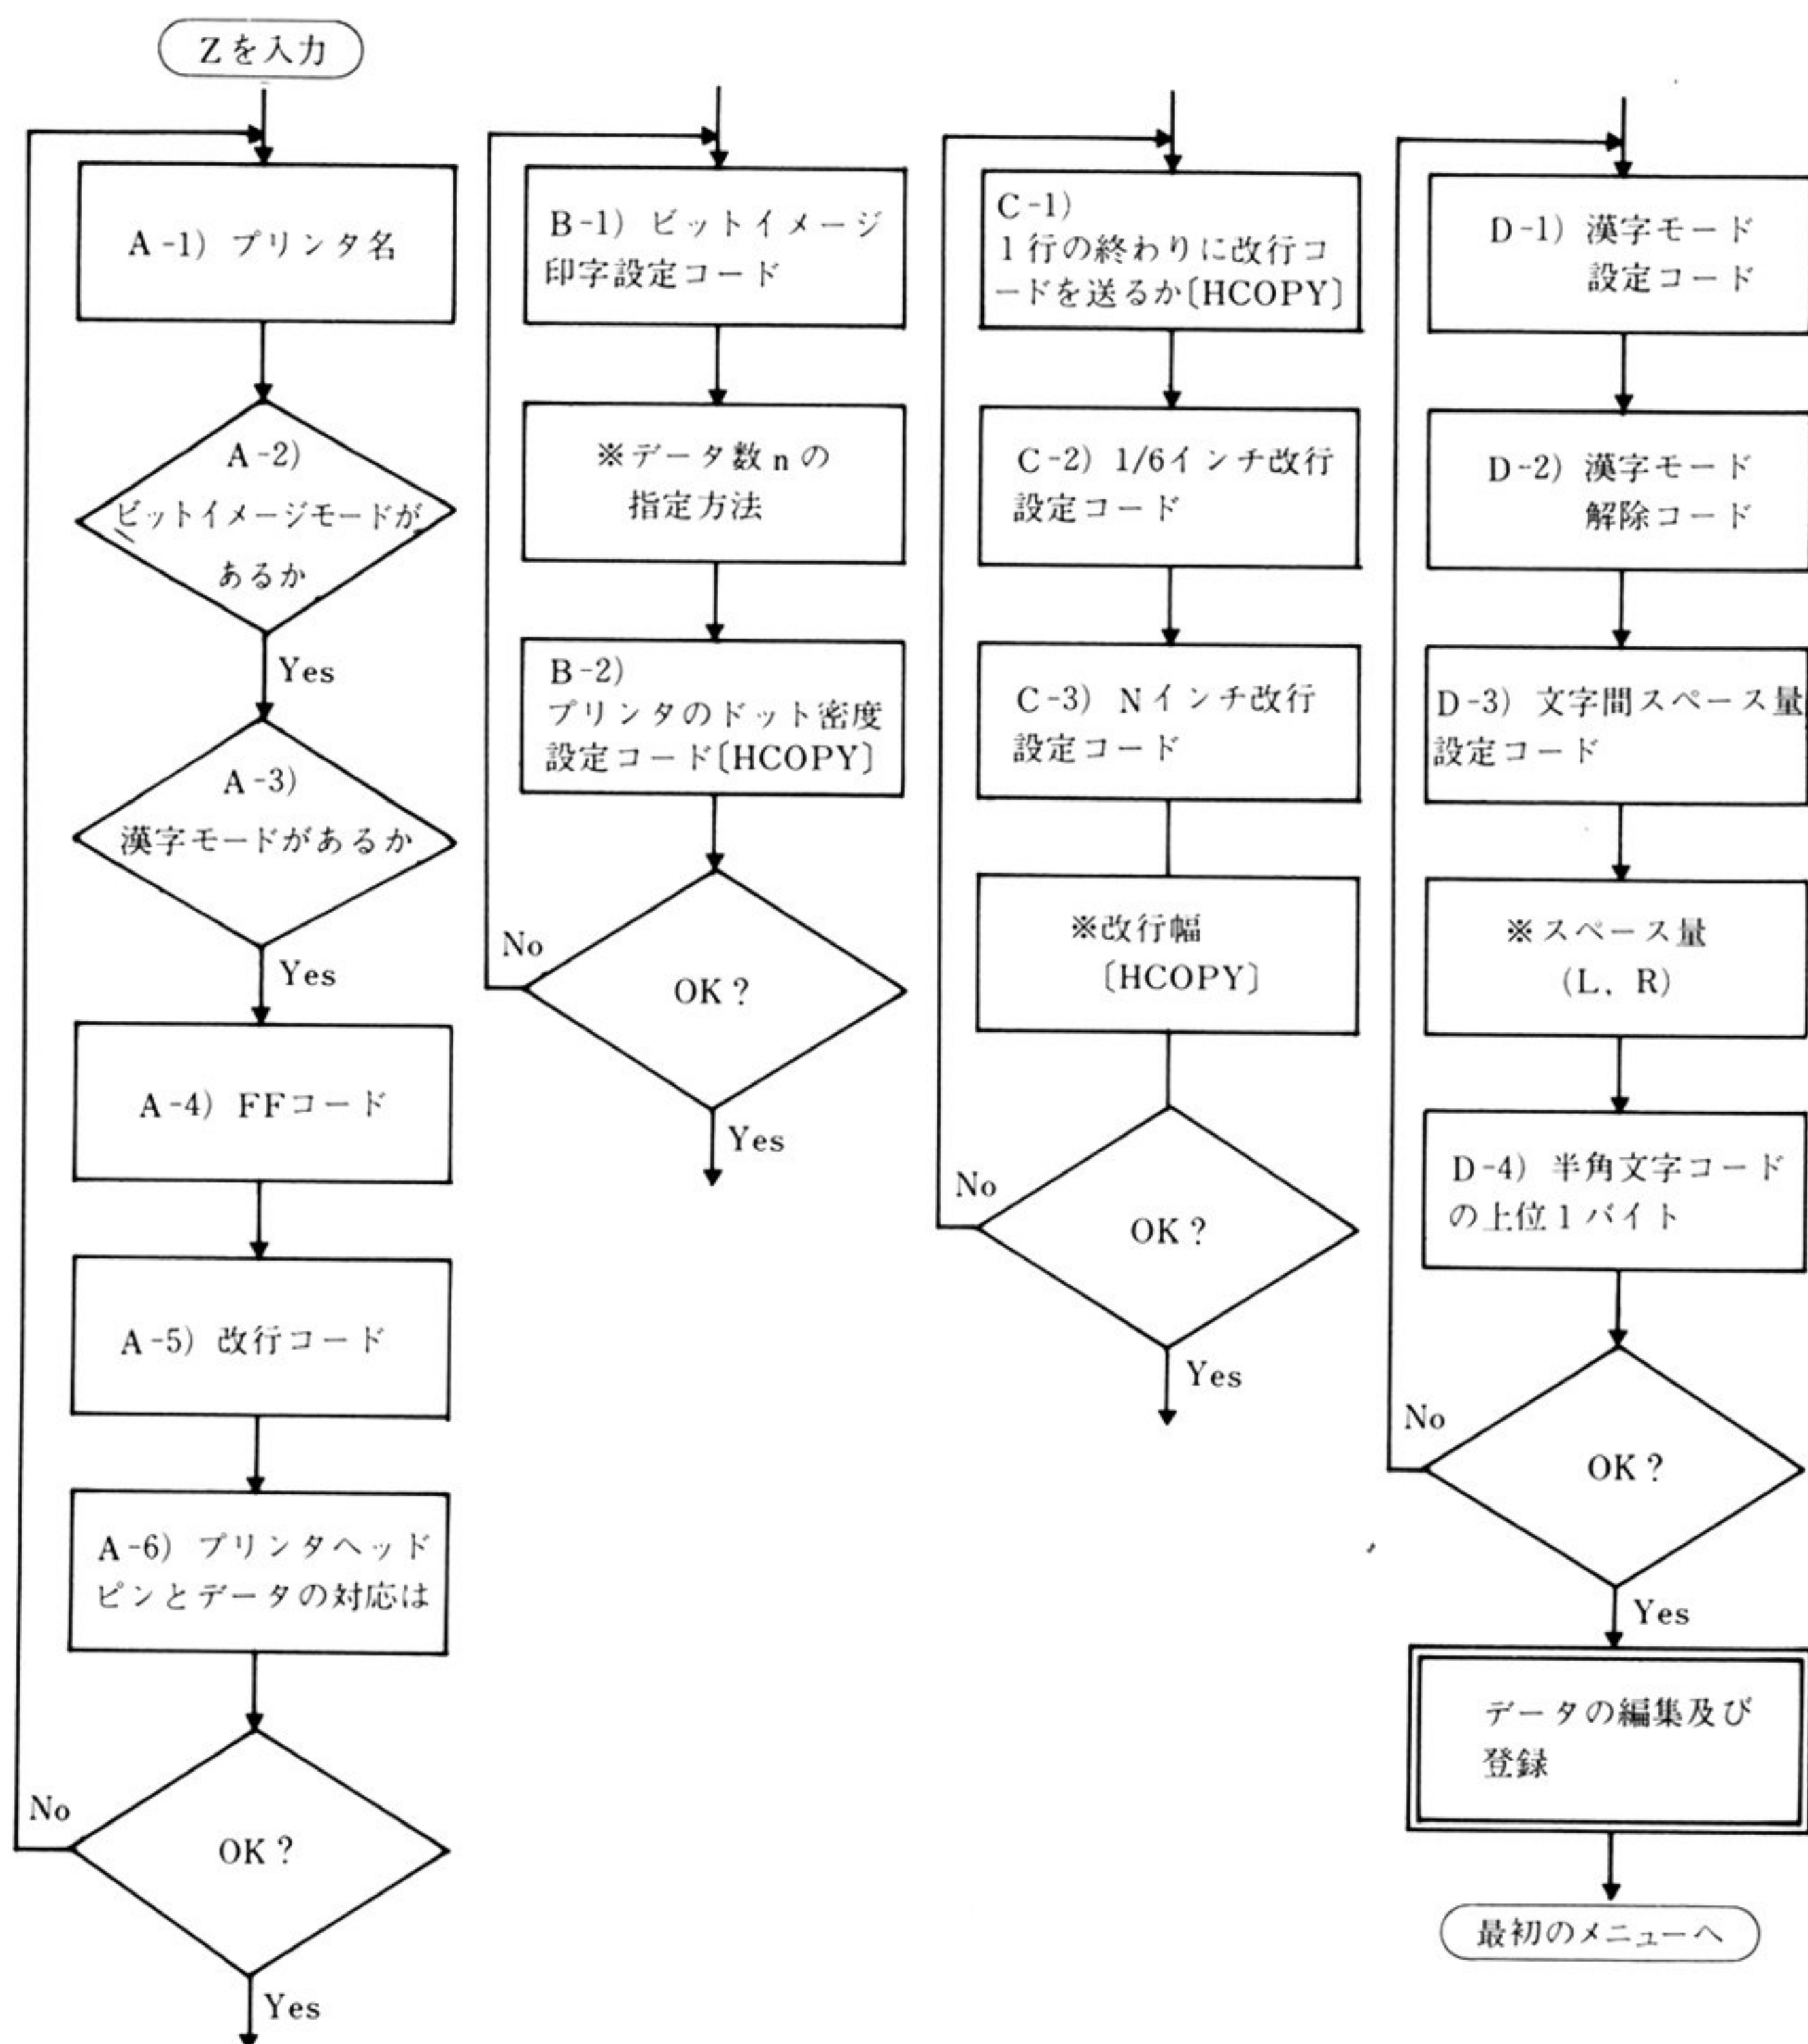 Zを入力
A-1) プリンタ名
A-2)
ビットイメージモードが
あるか
Yes
A-3)
漢字モードがあるか
Yes
A-4) FFコード
A-5) 改行コード
A-6) プリンタヘッド
ピンとデータの対応は
No
OK?
Yes
B-1) ビットイメージ
印字設定コード
※データ数nの
指定方法
B-2)
プリンタのドット密度
設定コード〔HCOPY〕
No
OK?
Yes
C-1)
1行の終わりに改行コ
ードを送るか〔HCOPY〕
C-2) 1/6インチ改行
設定コード
C-3) Nインチ改行
設定コード
※改行幅
〔HCOPY〕
No
OK?
Yes
D-1) 漢字モード
設定コード
D-2) 漢字モード
解除コード
D-3) 文字間スペース量
設定コード
※スペース量
(L, R)
D-4) 半角文字コード
の上位1バイト
No
OK?
Yes
データの編集及び
登録
最初のメニューへ